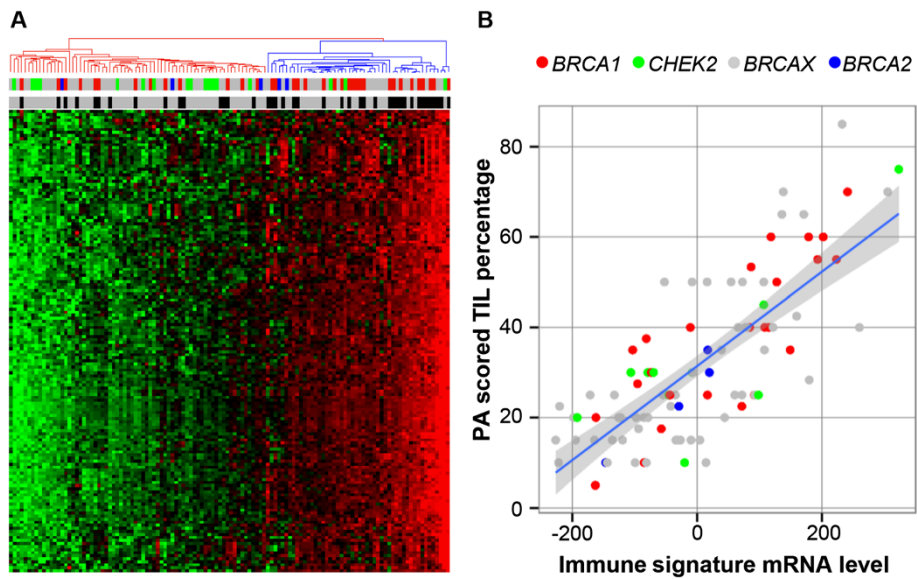 A
B
BRCA1 CHEK2 BRCAX BRCA2
PA scored TIL percentage
80
60
40
20
0
-200 0 200
Immune signature mRNA level